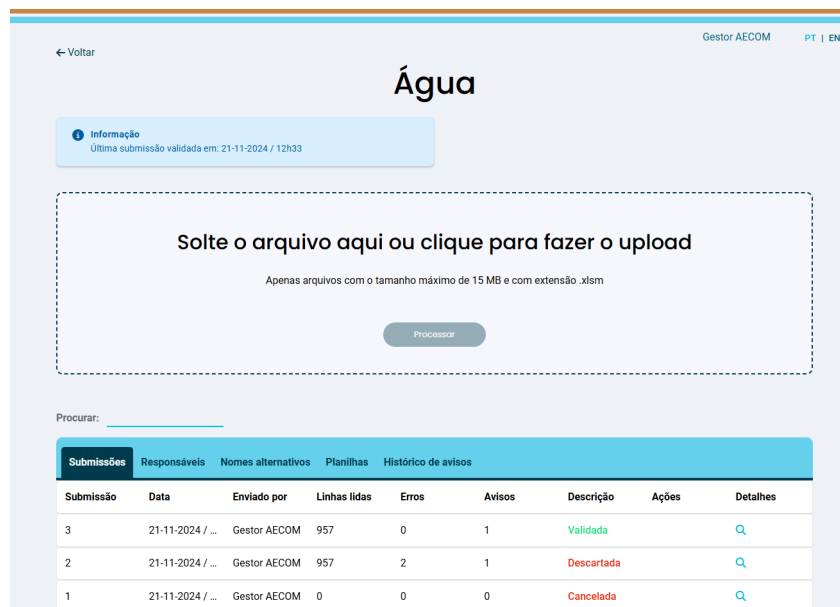 Gestor AECOM PT | EN
Voltar
Água
Informação
Última submissão validada em: 21-11-2024 / 12h33
Solte o arquivo aqui ou clique para fazer o upload
Apenas arquivos com o tamanho máximo de 15 MB e com extensão .xlsm
Processar
Procurar:
Submissões Responsáveis Nomes alternativos Planilhas Histórico de avisos
Submissão Data Enviado por Linhas lidas Erros Avisos Descrição Ações Detalhes
3 21-11-2024 / ... Gestor AECOM 957 0 1 Validada
2 21-11-2024 / ... Gestor AECOM 957 2 1 Descartada
1 21-11-2024 / ... Gestor AECOM 0 0 0 Cancelada